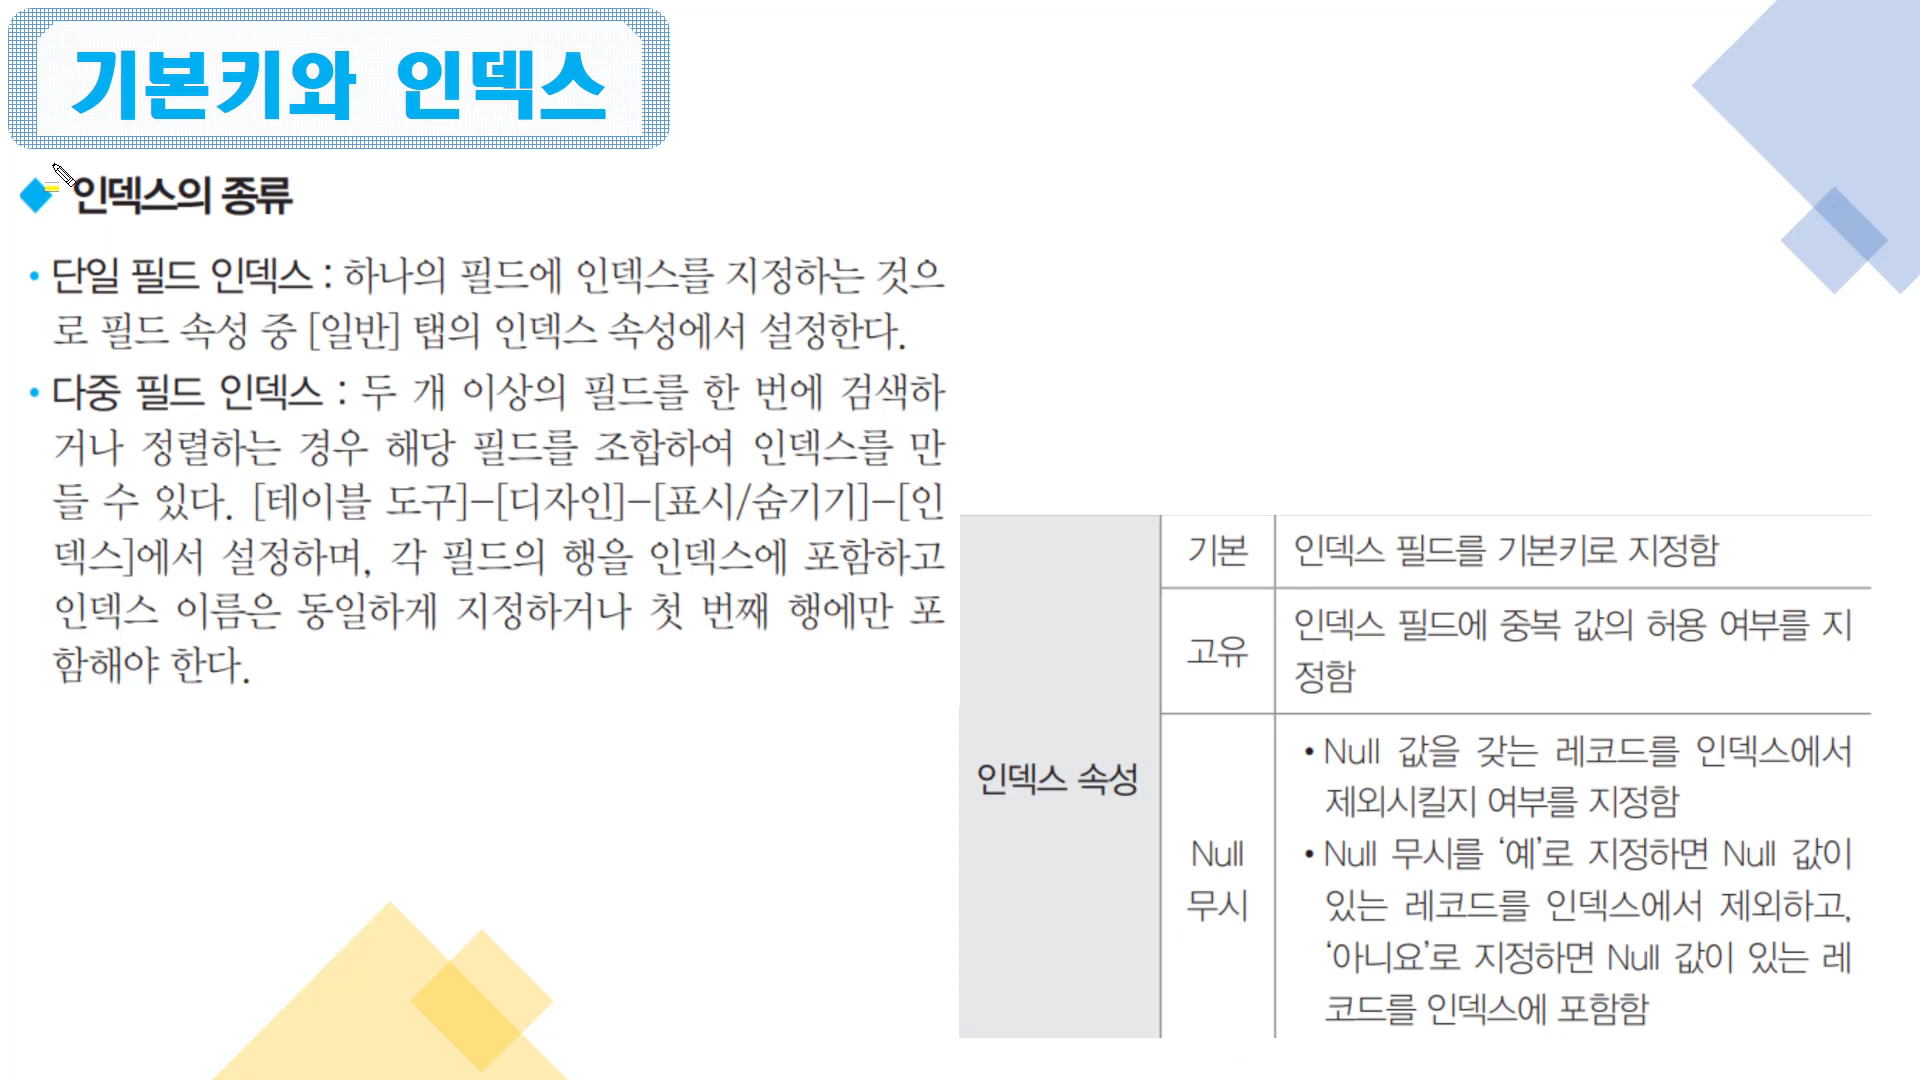 기본키와 인덱스
인덱스의 종류
• 단일 필드 인덱스 : 하나의 필드에 인덱스를 지정하는 것으
로 필드 속성 중 [일반] 탭의 인덱스 속성에서 설정한다.
• 다중 필드 인덱스 : 두 개 이상의 필드를 한 번에 검색하
거나 정렬하는 경우 해당 필드를 조합하여 인덱스를 만
들 수 있다. [테이블 도구]–[디자인]–[표시/숨기기]–[인
덱스]에서 설정하며, 각 필드의 행을 인덱스에 포함하고
인덱스 이름은 동일하게 지정하거나 첫 번째 행에만 포
함해야 한다.
인덱스 속성
기본
인덱스 필드를 기본키로 지정함
고유
인덱스 필드에 중복 값의 허용 여부를 지
정함
Null
무시
• Null 값을 갖는 레코드를 인덱스에서
제외시킬지 여부를 지정함
• Null 무시를 ‘예’로 지정하면 Null 값이
있는 레코드를 인덱스에서 제외하고,
‘아니요’로 지정하면 Null 값이 있는 레
코드를 인덱스에 포함함